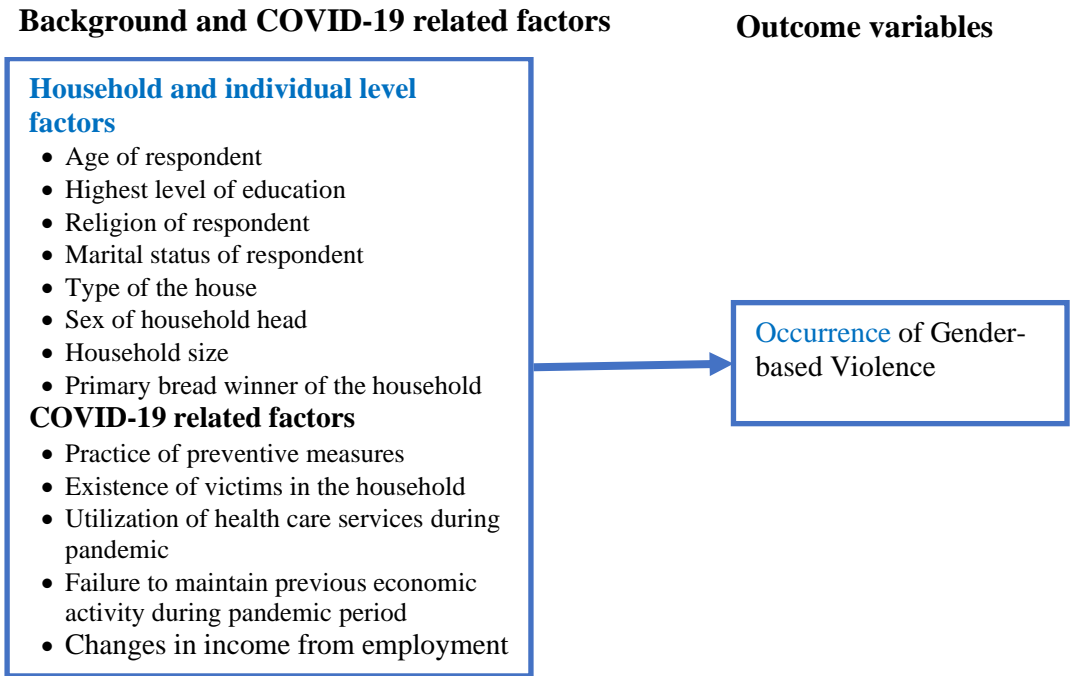 Background and COVID-19 related factors
Outcome variables
Household and individual level
factors
• Age of respondent
• Highest level of education
• Religion of respondent
• Marital status of respondent
• Type of the house
• Sex of household head
• Household size
• Primary bread winner of the household
COVID-19 related factors
• Practice of preventive measures
• Existence of victims in the household
• Utilization of health care services during
pandemic
• Failure to maintain previous economic
activity during pandemic period
• Changes in income from employment
Occurrence of Gender-
based Violence